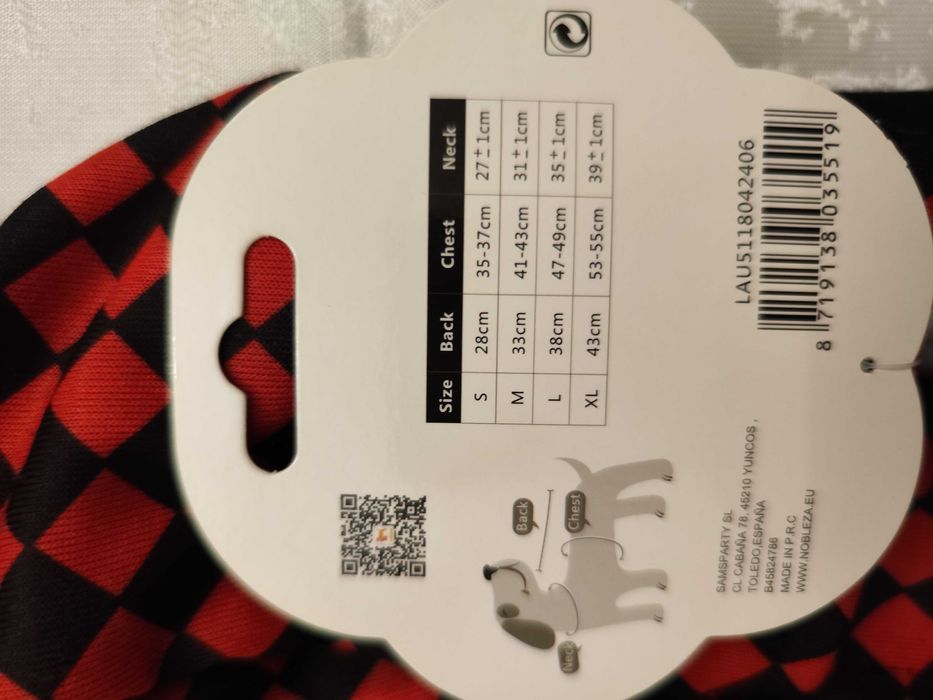 Size Back Chest Neck
S 28cm 35-37cm 27±1cm
M 33cm 41-43cm 31±1cm
L 38cm 47-49cm 35±1cm
XL 43cm 53-55cm 39±1cm
Back
Chest
Neck
SAMSPARTY SL
CL CABAÑA 78, 45210 YUNCOS ,
TOLEDO,ESPAÑA
B45824786
MADE IN P.R.C
WWW.NOBLEZA.EU
LAU5118042406
8 719138 035519